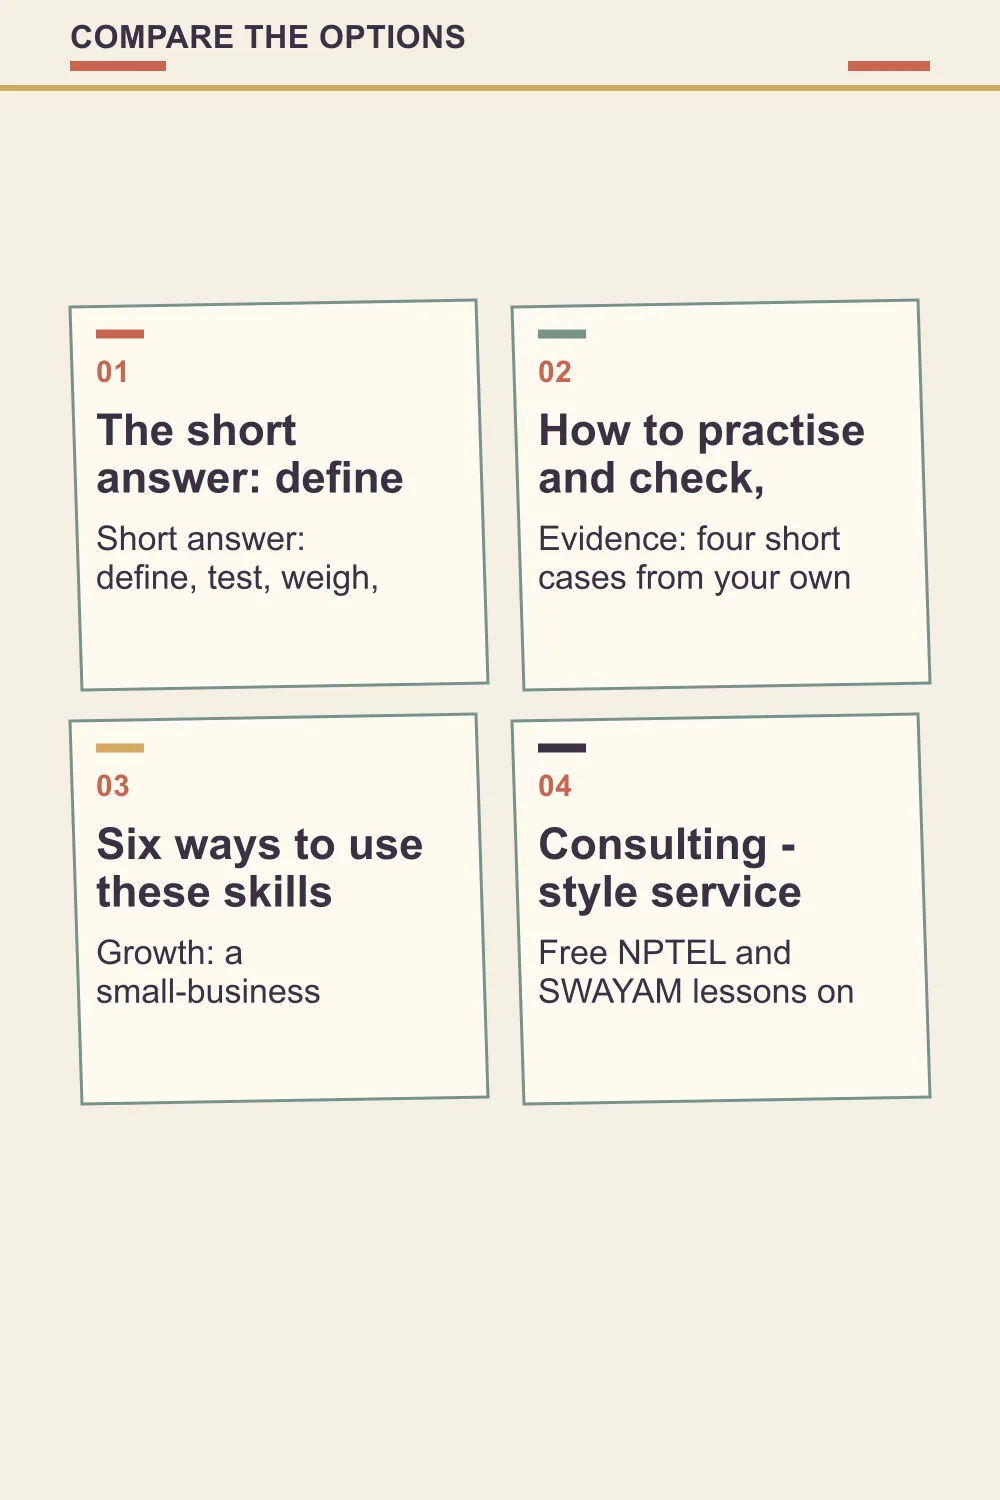 COMPARE THE OPTIONS
01
The short
answer: define
Short answer:
define, test, weigh,
02
How to practise
and check,
Evidence: four short
cases from your own
03
Six ways to use
these skills
Growth: a
small-business
04
Consulting -
style service
Free NPTEL and
SWAYAM lessons on